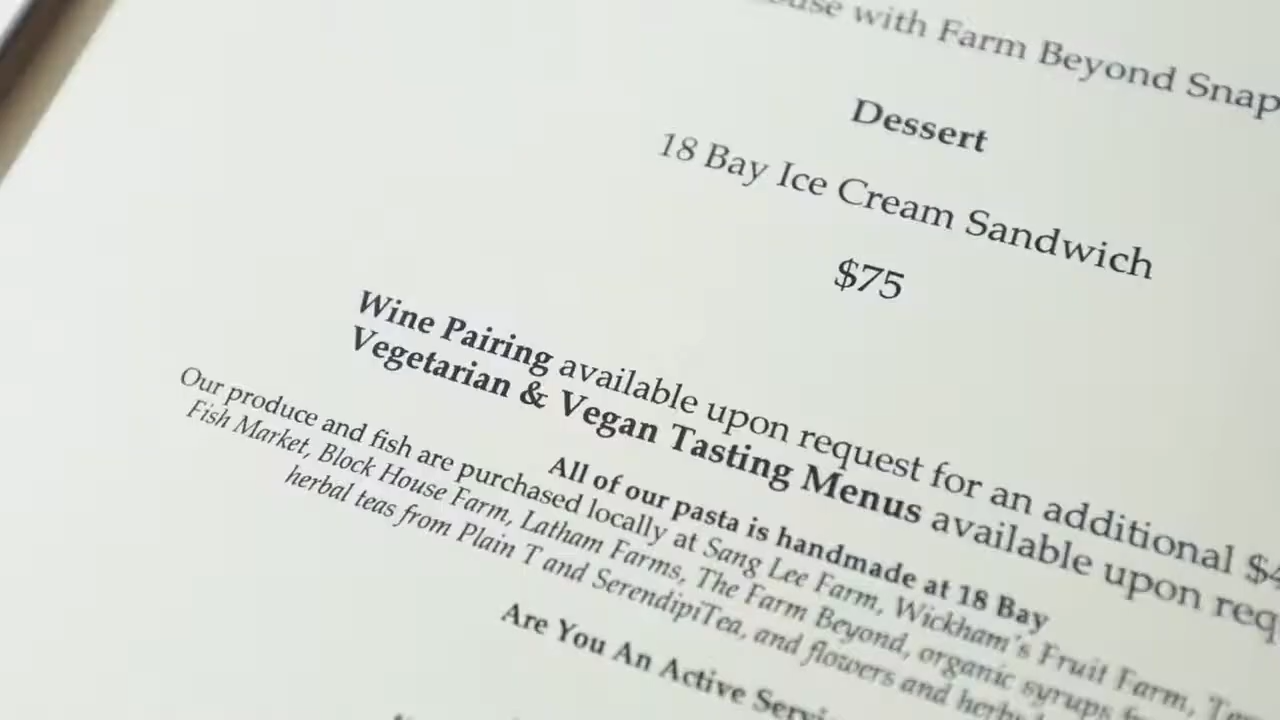 with Farm Beyond Snap
Dessert
18 Bay Ice Cream Sandwich
$75
Wine Pairing available upon request for an additional
Vegetarian & Vegan Tasting Menus available upon
All of our pasta is handmade at 18 Bay
Our produce and fish are purchased locally at Sang Lee Farm, Wickham's Fruit Farm,
Fish Market, Block House Farm, Latham Farms, The Farm Beyond, organic syrups
herbal teas from Plain T and SerendipiTea, and flowers and
Are You An Active